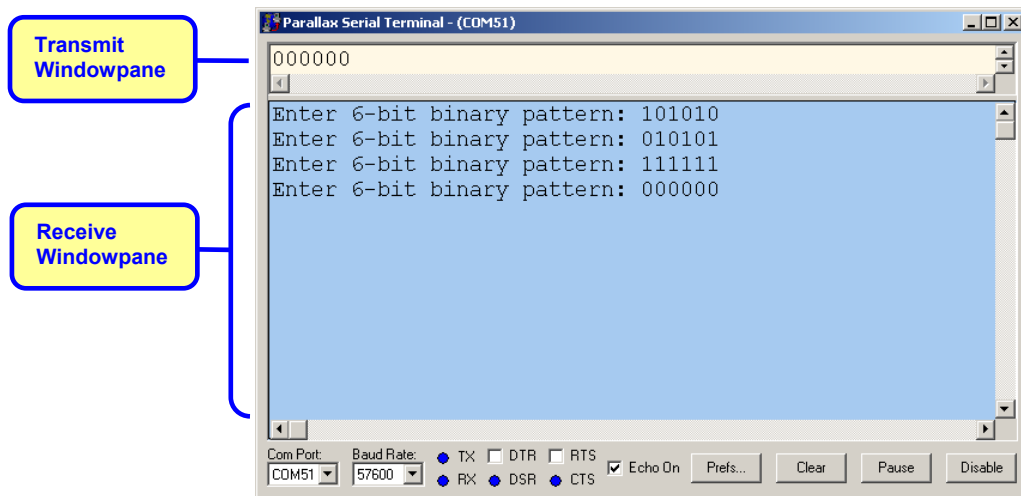 Transmit
Windowpane
Receive
Windowpane
Parallax Serial Terminal - (COM51)
000000
Enter 6-bit binary pattern: 101010
Enter 6-bit binary pattern: 010101
Enter 6-bit binary pattern: 111111
Enter 6-bit binary pattern: 000000
Com Port: Baud Rate: TX DTR RTS
COM51 57600 RX DSR CTS Echo On Prefs... Clear Pause Disable